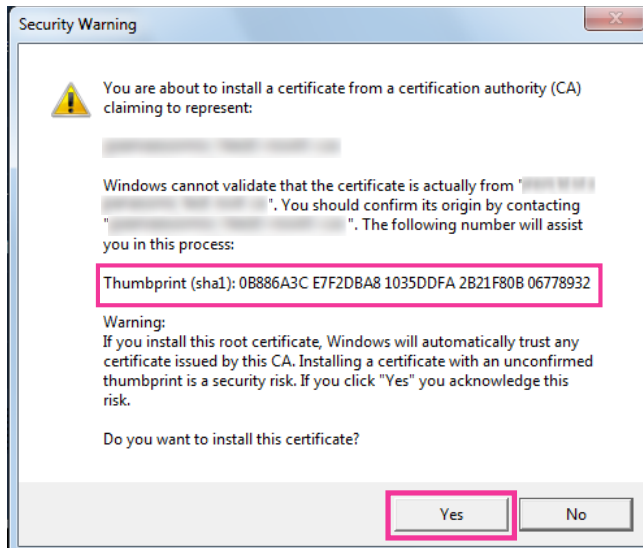 Security Warning
You are about to install a certificate from a certification authority (CA)
claiming to represent:
Windows cannot validate that the certificate is actually from "
". You should confirm its origin by contacting
"                ". The following number will assist
you in this process:
Thumbprint (sha1): 0B886A3C E7F2DBA8 1035DDFA 2B21F80B 06778932
Warning:
If you install this root certificate, Windows will automatically trust any
certificate issued by this CA. Installing a certificate with an unconfirmed
thumbprint is a security risk. If you click "Yes" you acknowledge this
risk.
Do you want to install this certificate?
Yes
No